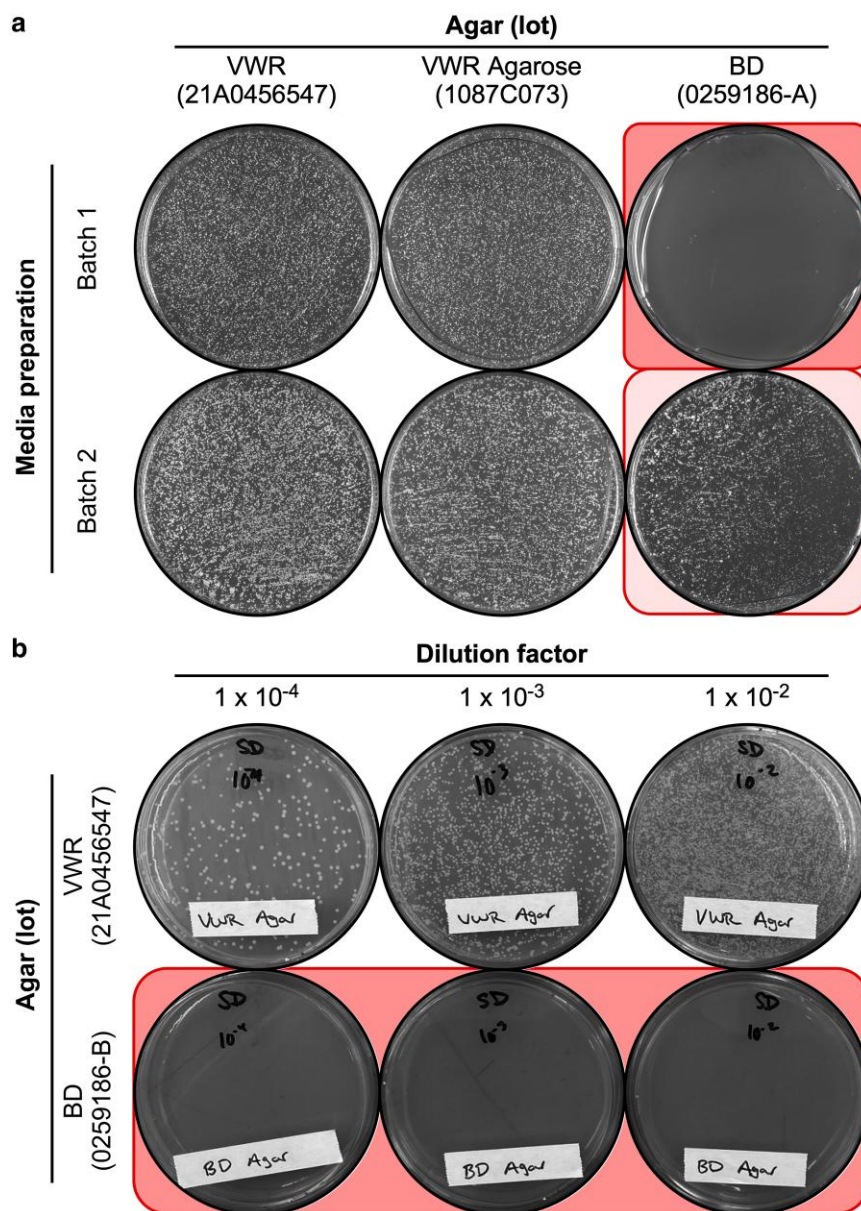 a
Agar (lot)
VWR
(21A0456547)
VWR Agarose
(1087C073)
BD
(0259186-A)
Media preparation
Batch 1
Batch 2
b
Dilution factor
1 x 10⁻⁴
1 x 10⁻³
1 x 10⁻²
Agar (lot)
VWR
(21A0456547)
SD
10⁻⁴
VWR Agar
SD
10⁻³
VWR Agar
SD
10⁻²
VWR Agar
BD
(0259186-B)
SD
10⁻⁴
BD Agar
SD
10⁻³
BD Agar
SD
10⁻²
BD Agar